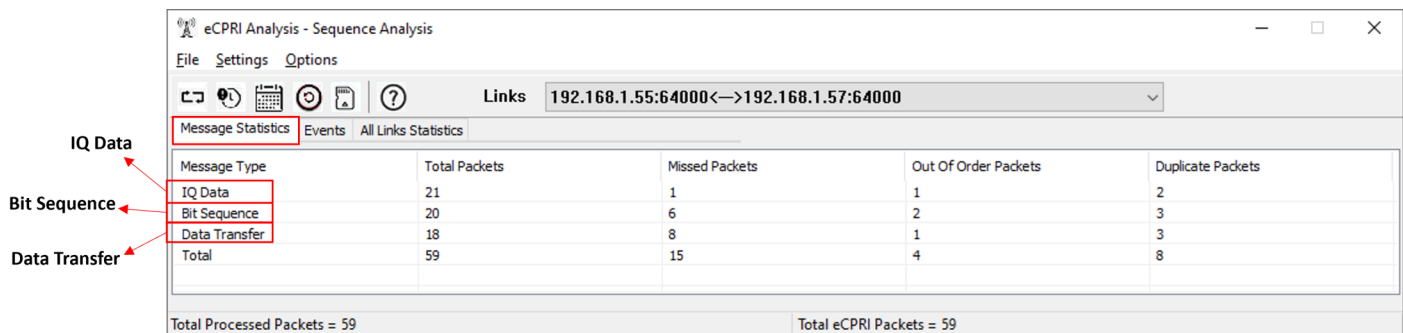 eCPRI Analysis - Sequence Analysis
File Settings Options
Links 192.168.1.55:64000<-->192.168.1.57:64000
Message Statistics Events All Links Statistics
IQ Data
Bit Sequence
Data Transfer
Message Type Total Packets Missed Packets Out Of Order Packets Duplicate Packets
IQ Data 21 1 1 2
Bit Sequence 20 6 2 3
Data Transfer 18 8 1 3
Total 59 15 4 8
Total Processed Packets = 59 Total eCPRI Packets = 59